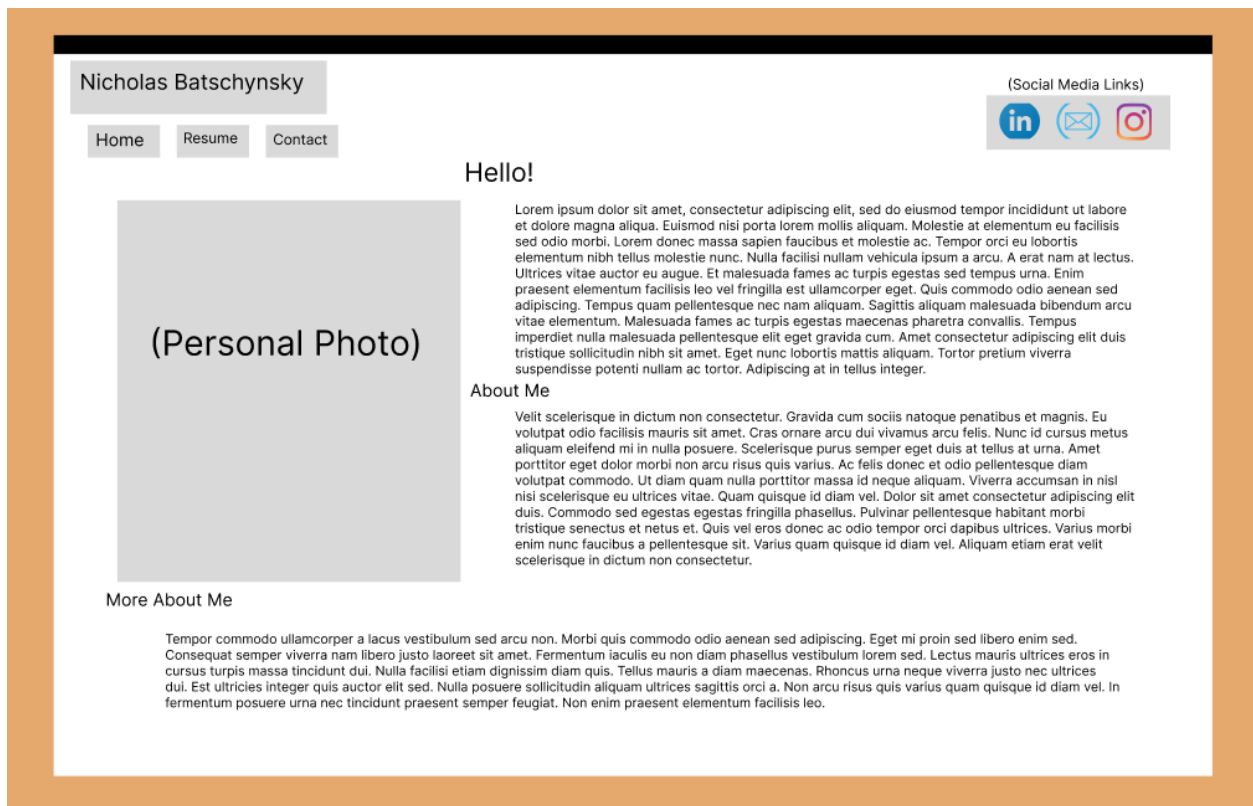 Nicholas Batschynsky
(Social Media Links)
in
Home
Resume
Contact
Hello!
Lorem ipsum dolor sit amet, consectetur adipiscing elit, sed do eiusmod tempor incididunt ut labore
et dolore magna aliqua. Euismod nisi porta lorem mollis aliquam. Molestie at elementum eu facilisis
sed odio morbi. Lorem donec massa sapien faucibus et molestie ac. Tempor orci eu lobortis
elementum nibh tellus molestie nunc. Nulla facilisi nullam vehicula ipsum a arcu. A erat nam at lectus.
Ultrices vitae auctor eu augue. Et malesuada fames ac turpis egestas sed tempus urna. Enim
praesent elementum facilisis leo vel fringilla est ullamcorper eget. Quis commodo odio aenean sed
adipiscing. Tempus quam pellentesque nec nam aliquam. Sagittis aliquam malesuada bibendum arcu
vitae elementum. Malesuada fames ac turpis egestas maecenas pharetra convallis. Tempus
imperdiet nulla malesuada pellentesque elit eget gravida cum. Amet consectetur adipiscing elit duis
tristique sollicitudin nibh sit amet. Eget nunc lobortis mattis aliquam. Tortor pretium viverra
suspendisse potenti nullam ac tortor. Adipiscing at in tellus integer.
(Personal Photo)
About Me
Velit scelerisque in dictum non consectetur. Gravida cum sociis natoque penatibus et magnis. Eu
volutpat odio facilisis mauris sit amet. Cras ornare arcu dui vivamus arcu felis. Nunc id cursus metus
aliquam eleifend mi in nulla posuere. Scelerisque purus semper eget duis at tellus at urna. Amet
porttitor eget dolor morbi non arcu risus quis varius. Ac felis donec et odio pellentesque diam
volutpat commodo. Ut diam quam nulla porttitor massa id neque aliquam. Viverra accumsan in nisl
nisi scelerisque eu ultrices vitae. Quam quisque id diam vel. Dolor sit amet consectetur adipiscing elit
duis. Commodo sed egestas egestas fringilla phasellus. Pulvinar pellentesque habitant morbi
tristique senectus et netus et. Quis vel eros donec ac odio tempor orci dapibus ultrices. Varius morbi
enim nunc faucibus a pellentesque sit. Varius quam quisque id diam vel. Aliquam etiam erat velit
scelerisque in dictum non consectetur.
More About Me
Tempor commodo ullamcorper a lacus vestibulum sed arcu non. Morbi quis commodo odio aenean sed adipiscing. Eget mi proin sed libero enim sed.
Consequat semper viverra nam libero justo laoreet sit amet. Fermentum iaculis eu non diam phasellus vestibulum lorem sed. Lectus mauris ultrices eros in
cursus turpis massa tincidunt dui. Nulla facilisi etiam dignissim diam quis. Tellus mauris a diam maecenas. Rhoncus urna neque viverra justo nec ultrices
dui. Est ultricies integer quis auctor elit sed. Nulla posuere sollicitudin aliquam ultrices sagittis orci a. Non arcu risus quis varius quam quisque id diam vel. In
fermentum posuere urna nec tincidunt praesent semper feugiat. Non enim praesent elementum facilisis leo.